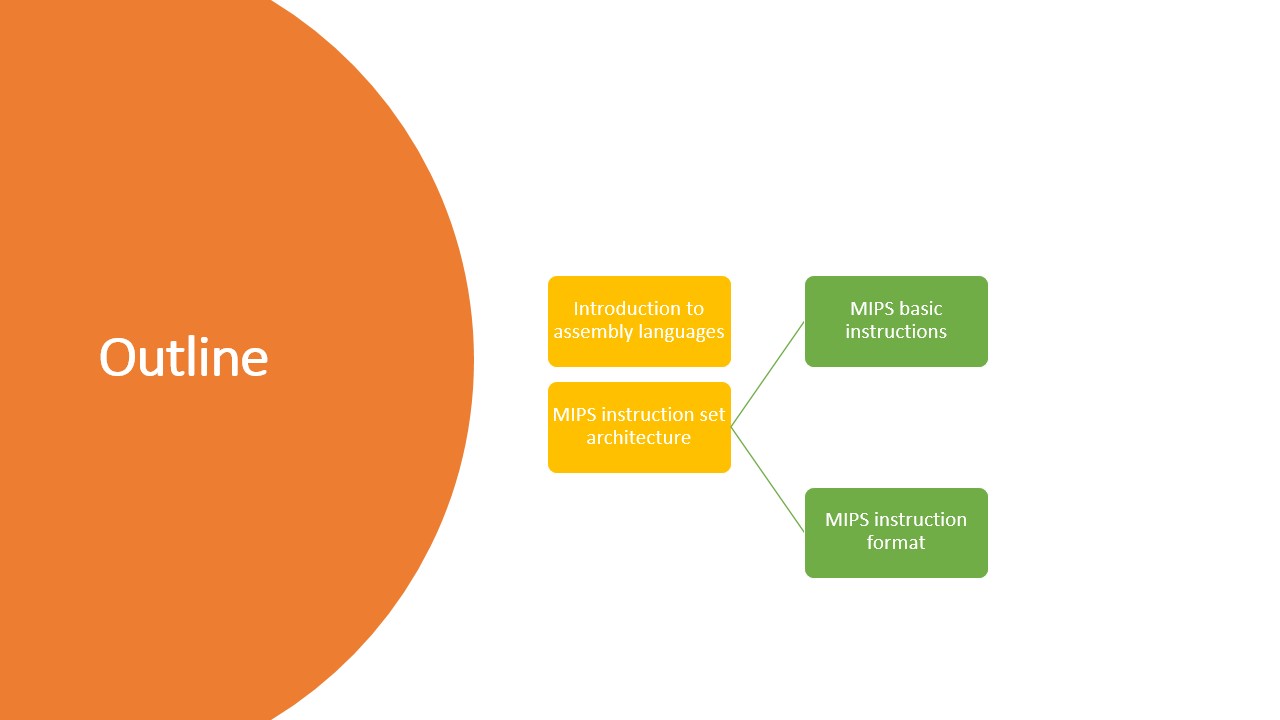 Outline
Introduction to
assembly languages
MIPS instruction set
architecture
MIPS basic
instructions
MIPS instruction
format